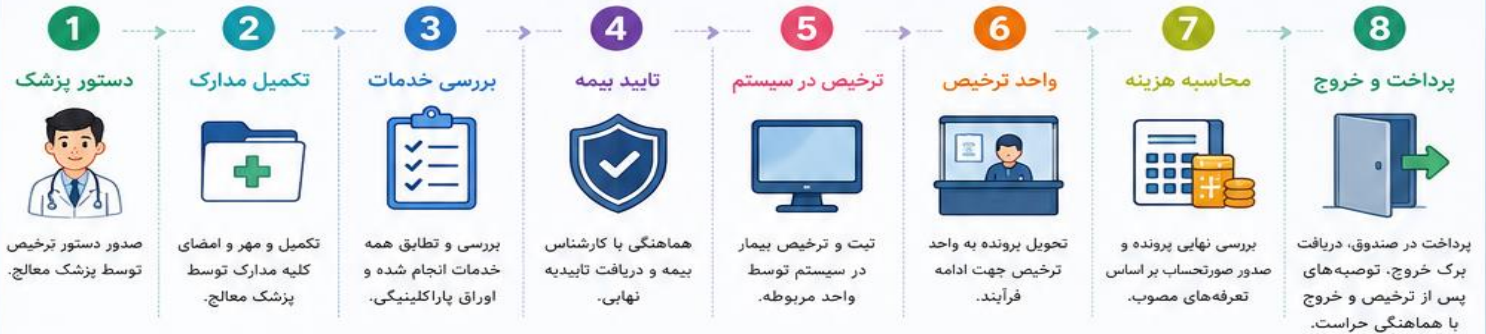 1
دستور پزشک
صدور دستور ترخیص
توسط پزشک معالج.
2
تکمیل مدارک
تکمیل و مهر و امضای
کلیه مدارک توسط
پزشک معالج.
3
بررسی خدمات
بررسی و تطابق همه
خدمات انجام شده و
اوراق پاراکلینیکی.
4
تایید بیمه
هماهنگی با کارشناس
بیمه و دریافت تاییدیه
نهایی.
5
ترخیص در سیستم
ثبت و ترخیص بیمار
در سیستم توسط
واحد مربوطه.
6
واحد ترخیص
تحویل پرونده به واحد
ترخیص جهت ادامه
فرآیند.
7
محاسبه هزینه
بررسی نهایی پرونده و
صدور صورتحساب بر اساس
تعرفه‌های مصوب.
8
پرداخت و خروج
پرداخت در صندوق، دریافت
برک خروج، توصیه‌های
پس از ترخیص و خروج
با هماهنگی حراست.